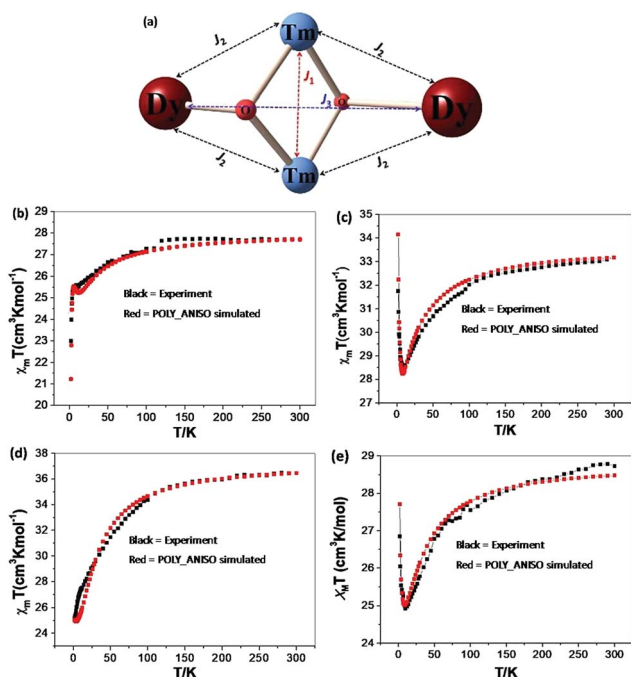 (a)
Tm
J2
J2
J1
Dy
O
J3
O
Dy
J2
Tm
J2
(b)
χmT(cm³Kmol⁻¹)
29
28
27
26
25
24
23
22
21
20
Black = Experiment
Red = POLY_ANISO simulated
0 50 100 150 200 250 300
T/K
(c)
χmT(cm³Kmol⁻¹)
35
34
33
32
31
30
29
28
27
Black = Experiment
Red = POLY_ANISO simulated
0 50 100 150 200 250 300
T/K
(d)
χmT(cm³Kmol⁻¹)
38
36
34
32
30
28
26
24
Black = Experiment
Red = POLY_ANISO simulated
0 50 100 150 200 250 300
T/K
(e)
XMT (cm³K/mol)
29
28
27
26
25
24
Black = Experiment
Red = POLY_ANISO simulated
0 50 100 150 200 250 300
T/K